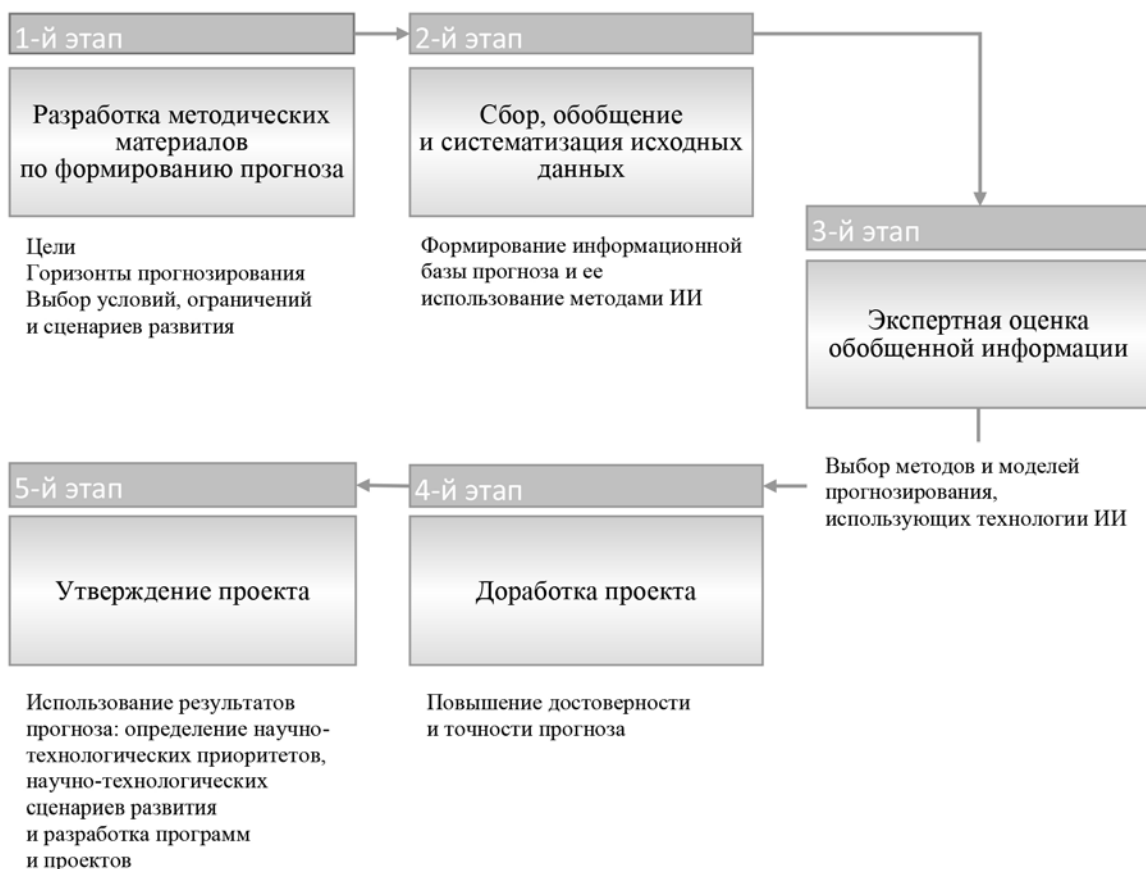 1-й этап
Разработка методических
материалов
по формированию прогноза
Цели
Горизонты прогнозирования
Выбор условий, ограничений
и сценариев развития
2-й этап
Сбор, обобщение
и систематизация исходных
данных
Формирование информационной
базы прогноза и ее
использование методами ИИ
3-й этап
Экспертная оценка
обобщенной информации
Выбор методов и моделей
прогнозирования,
использующих технологии ИИ
4-й этап
Доработка проекта
Повышение достоверности
и точности прогноза
5-й этап
Утверждение проекта
Использование результатов
прогноза: определение научно-
технологических приоритетов,
научно-технологических
сценариев развития
и разработка программ
и проектов